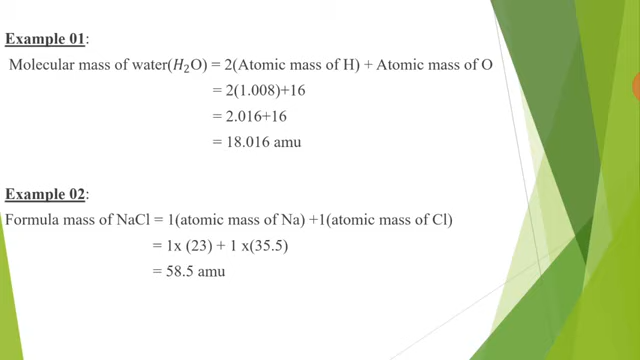 Example 01:
Molecular mass of water(𝐻₂O) = 2(Atomic mass of H) + Atomic mass of O
= 2(1.008)+16
= 2.016+16
= 18.016 amu
Example 02:
Formula mass of NaCl = 1(atomic mass of Na) +1(atomic mass of Cl)
= 1x (23) + 1 x(35.5)
= 58.5 amu